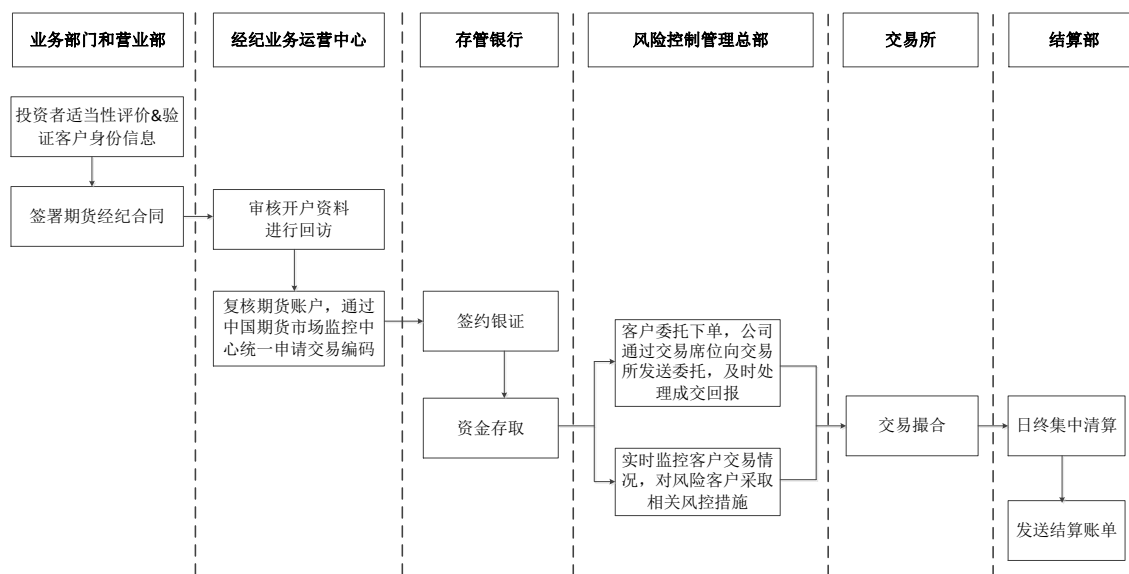 业务部门和营业部
经纪业务运营中心
存管银行
风险控制管理总部
交易所
结算部
投资者适当性评价&验
证客户身份信息
签署期货经纪合同
审核开户资料
进行回访
复核期货账户，通过
中国期货市场监控中
心统一申请交易编码
签约银证
资金存取
客户委托下单，公司
通过交易席位向交易
所发送委托，及时处
理成交回报
实时监控客户交易情
况，对风险客户采取
相关风控措施
交易撮合
日终集中清算
发送结算账单